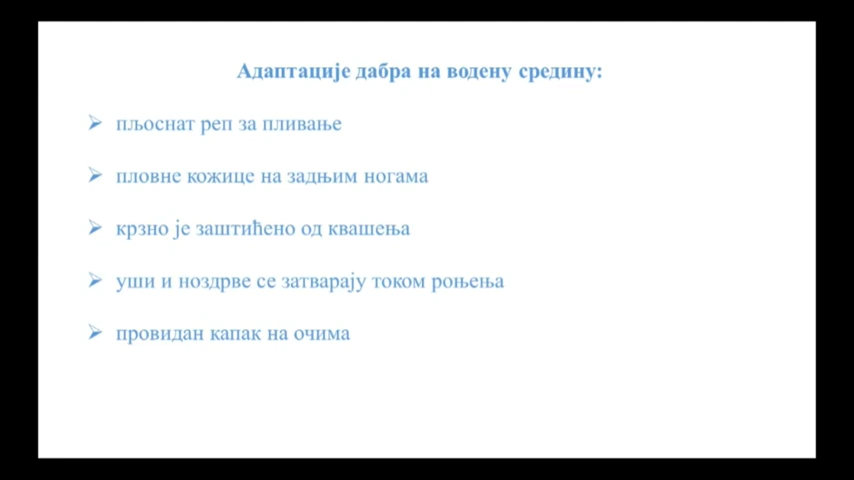 Адаптације дабра на водену средину:
пљоснат реп за пливање
пловне кожице на задњим ногама
крзно је заштићено од квашења
уши и ноздрве се затварају током роњења
провидан капак на очима